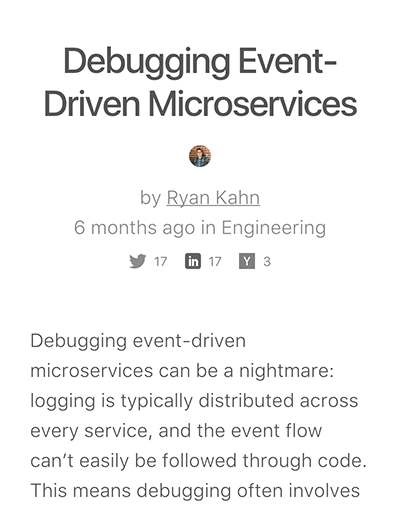 Debugging Event-
Driven Microservices
by Ryan Kahn
6 months ago in Engineering
17 in 17 Y 3
Debugging event-driven
microservices can be a nightmare:
logging is typically distributed across
every service, and the event flow
can’t easily be followed through code.
This means debugging often involves